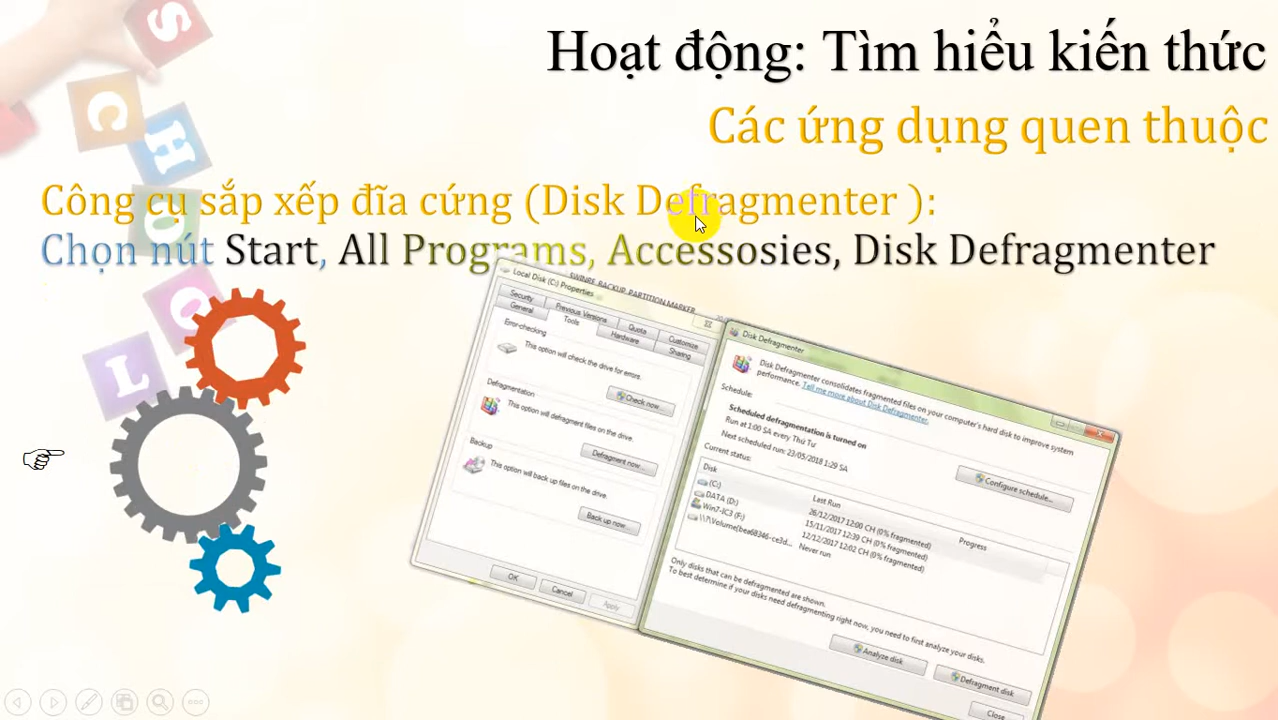 S
C
H
O
O
L
Hoạt động: Tìm hiểu kiến thức
Các ứng dụng quen thuộc
Công cụ sắp xếp đĩa cứng (Disk Defragmenter ):
Chọn nút Start, All Programs, Accessosies, Disk Defragmenter
SWINRE_BACKUP_PARTITION.MARKER
Local Disk (C:) Properties
Security
Previous Versions
Quota
Customize
General
Tools
Hardware
Sharing
Error-checking
This option will check the drive for errors.
Check now...
Defragmentation
This option will defragment files on the drive.
Defragment now...
Backup
This option will back up files on the drive.
Back up now...
OK
Cancel
Apply
Disk Defragmenter
Disk Defragmenter consolidates fragmented files on your computer's hard disk to improve system
performance. Tell me more about Disk Defragmenter.
Schedule:
Scheduled defragmentation is turned on
Run at 1:00 SA every Thứ Tư
Next scheduled run: 23/05/2018 1:29 SA
Configure schedule...
Current status:
Disk
Last Run
Progress
(C:)
26/12/2017 12:00 CH (0% fragmented)
DATA (D:)
15/11/2017 12:39 CH (0% fragmented)
Win7-JC3 (F:)
12/12/2017 12:02 CH (0% fragmented)
\\?\Volume{bea68346-ce3d...
Never run
Only disks that can be defragmented are shown.
To best determine if your disks need defragmenting right now, you need to first analyze your disks.
Analyze disk
Defragment disk
Close